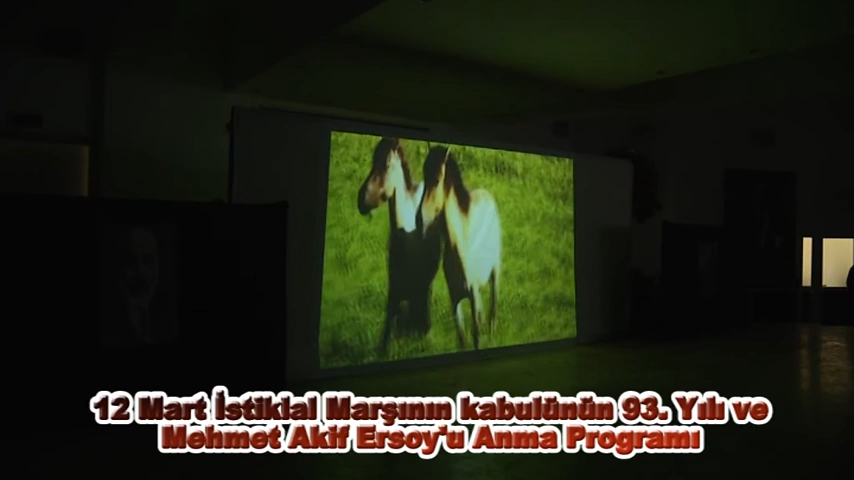 12 Mart İstiklal Marşının kabulünün 93. Yılı ve
Mehmet Akif Ersoy'u Anma Programı